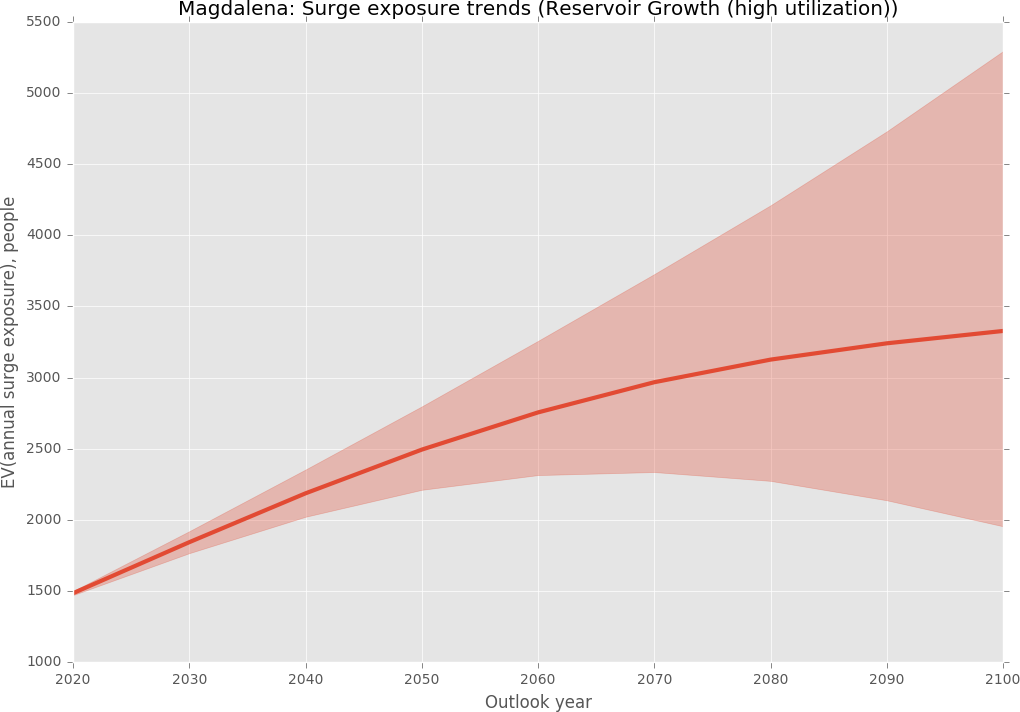 Magdalena: Surge exposure trends (Reservoir Growth (high utilization))
EV(annual surge exposure), people
5500
5000
4500
4000
3500
3000
2500
2000
1500
1000
2020 2030 2040 2050 2060 2070 2080 2090 2100
Outlook year